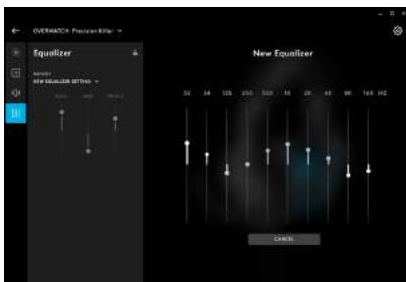 OVERWATCH: Precision Killer
Equalizer
NEW EQUALIZER SETTING
BASS MID TREBLE
New Equalizer
32 64 125 250 500 1K 2K 4K 8K 16K HZ
CANCEL